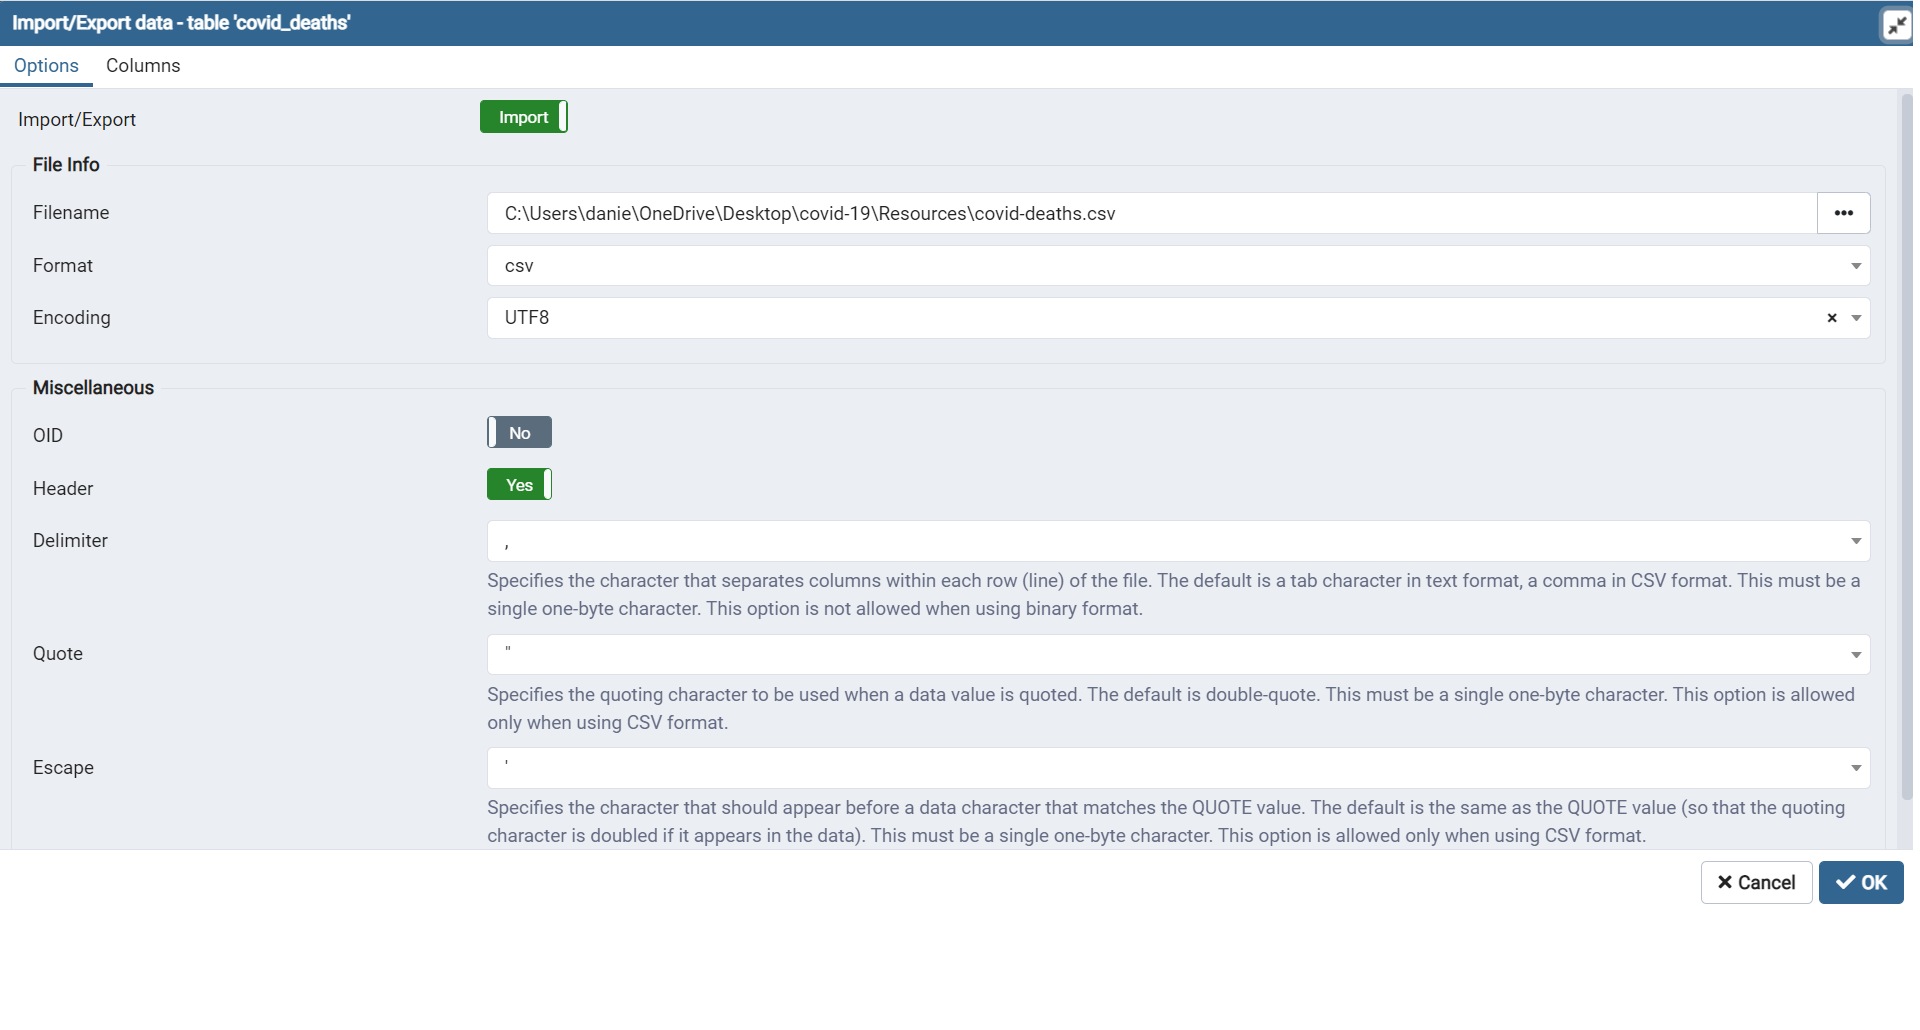 Import/Export data - table 'covid_deaths'
Options Columns
Import/Export Import
File Info
Filename C:\Users\danie\OneDrive\Desktop\covid-19\Resources\covid-deaths.csv •••
Format csv
Encoding UTF8 ×
Miscellaneous
OID No
Header Yes
Delimiter ,
Specifies the character that separates columns within each row (line) of the file. The default is a tab character in text format, a comma in CSV format. This must be a
single one-byte character. This option is not allowed when using binary format.
Quote "
Specifies the quoting character to be used when a data value is quoted. The default is double-quote. This must be a single one-byte character. This option is allowed
only when using CSV format.
Escape '
Specifies the character that should appear before a data character that matches the QUOTE value. The default is the same as the QUOTE value (so that the quoting
character is doubled if it appears in the data). This must be a single one-byte character. This option is allowed only when using CSV format.
Cancel OK